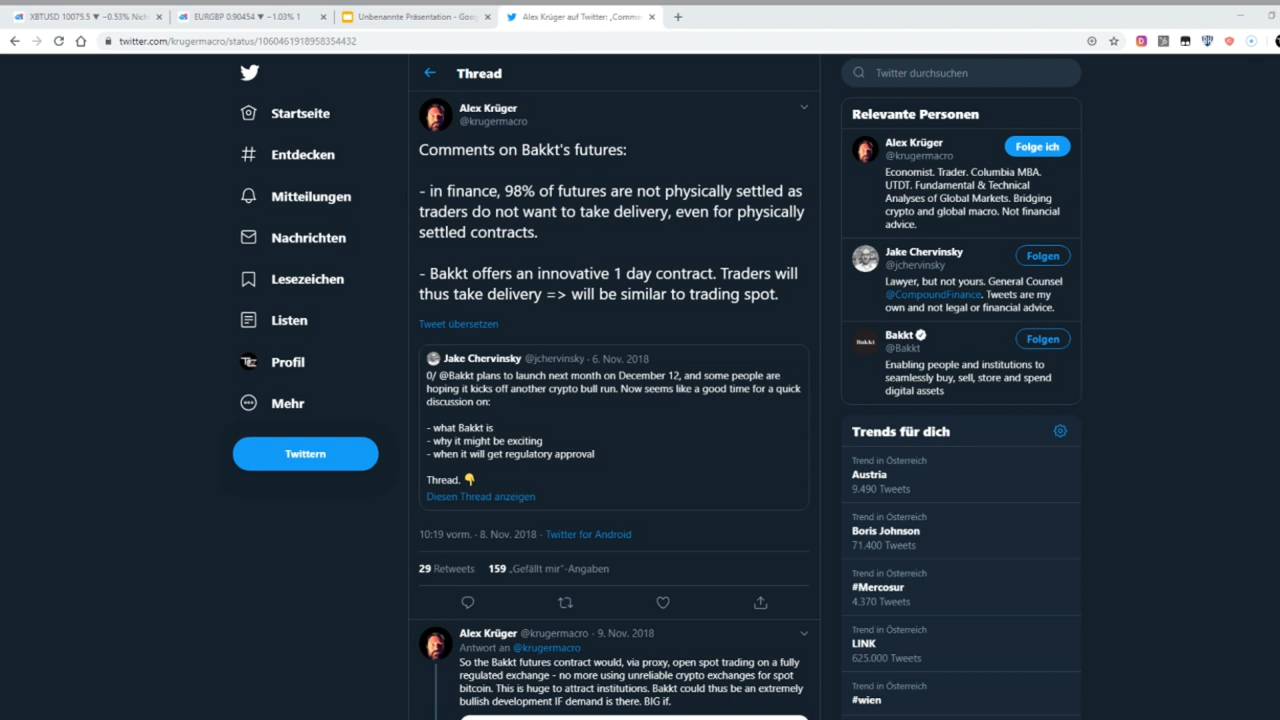 XBTUSD 10075.5 ▼ −0.53% Nich
EURGBP 0.90454 ▼ −1.03% 1
Unbenannte Präsentation - Goog
Alex Krüger auf Twitter: „Comme
twitter.com/krugermacro/status/1060461918958354432
Startseite
Entdecken
Mitteilungen
Nachrichten
Lesezeichen
Listen
Profil
Mehr
Twittern
Thread
Alex Krüger
@krugermacro
Comments on Bakkt's futures:
- in finance, 98% of futures are not physically settled as
traders do not want to take delivery, even for physically
settled contracts.
- Bakkt offers an innovative 1 day contract. Traders will
thus take delivery => will be similar to trading spot.
Tweet übersetzen
Jake Chervinsky @jchervinsky · 6. Nov. 2018
0/ @Bakkt plans to launch next month on December 12, and some people are
hoping it kicks off another crypto bull run. Now seems like a good time for a quick
discussion on:
- what Bakkt is
- why it might be exciting
- when it will get regulatory approval
Thread. 👇
Diesen Thread anzeigen
10:19 vorm. · 8. Nov. 2018 · Twitter for Android
29 Retweets 159 „Gefällt mir"-Angaben
Alex Krüger @krugermacro · 9. Nov. 2018
Antwort an @krugermacro
So the Bakkt futures contract would, via proxy, open spot trading on a fully
regulated exchange - no more using unreliable crypto exchanges for spot
bitcoin. This is huge to attract institutions. Bakkt could thus be an extremely
bullish development IF demand is there. BIG if.
Twitter durchsuchen
Relevante Personen
Alex Krüger
@krugermacro
Folge ich
Economist. Trader. Columbia MBA.
UTDT. Fundamental & Technical
Analyses of Global Markets. Bridging
crypto and global macro. Not financial
advice.
Jake Chervinsky
@jchervinsky
Folgen
Lawyer, but not yours. General Counsel
@CompoundFinance. Tweets are my
own and not legal or financial advice.
Bakkt
Bakkt
@Bakkt
Folgen
Enabling people and institutions to
seamlessly buy, sell, store and spend
digital assets
Trends für dich
Trend in Österreich
Austria
9.490 Tweets
Trend in Österreich
Boris Johnson
71.400 Tweets
Trend in Österreich
#Mercosur
4.370 Tweets
Trend in Österreich
LINK
625.000 Tweets
Trend in Österreich
#wien